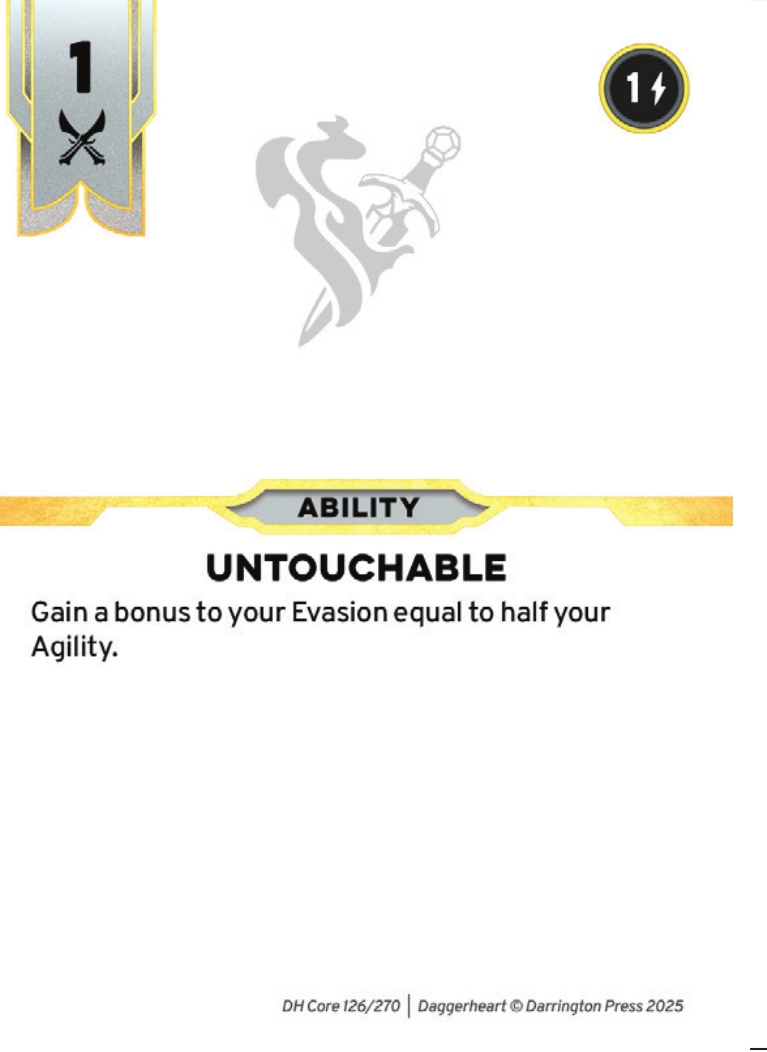 1
1
ABILITY
UNTOUCHABLE
Gain a bonus to your Evasion equal to half your
Agility.
DH Core 126/270 | Daggerheart © Darrington Press 2025